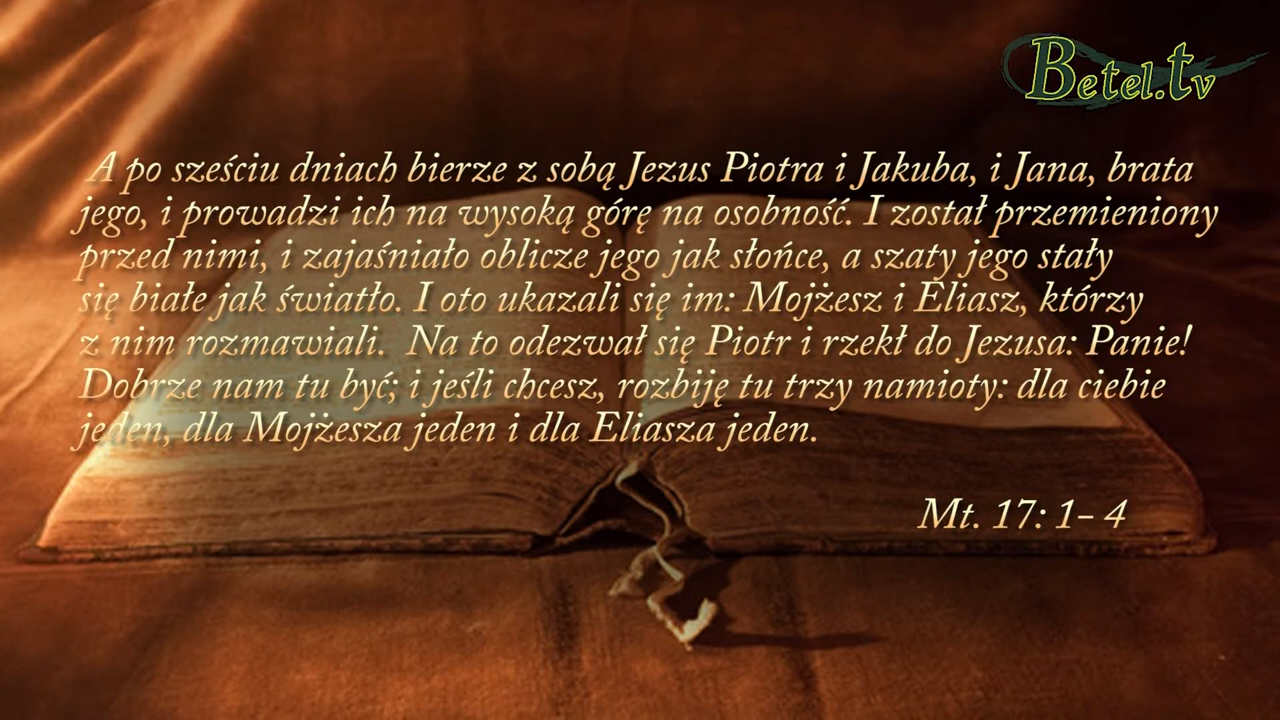 Betel.tv
A po sześciu dniach bierze z sobą Jezus Piotra i Jakuba, i Jana, brata
jego, i prowadzi ich na wysoką górę na osobność. I został przemieniony
przed nimi, i zajaśniało oblicze jego jak słońce, a szaty jego stały
się białe jak światło. I oto ukazali się im: Mojżesz i Eliasz, którzy
z nim rozmawiali. Na to odezwał się Piotr i rzekł do Jezusa: Panie!
Dobrze nam tu być; i jeśli chcesz, rozbiję tu trzy namioty: dla ciebie
jeden, dla Mojżesza jeden i dla Eliasza jeden.
Mt. 17: 1- 4